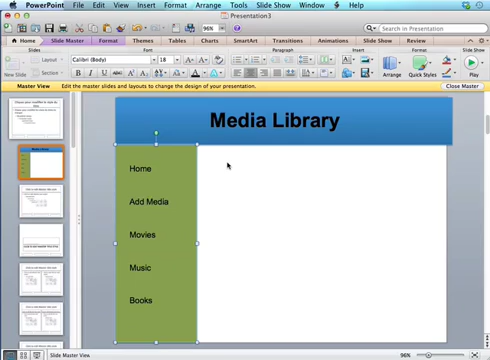 PowerPoint File Edit View Insert Format Arrange Tools Slide Show Window Help
Presentation3
96% Search in Presentation
Home Slide Master Format Themes Tables Charts SmartArt Transitions Animations Slide Show Review
Slides Font Paragraph Insert Format Slide Show
New Slide Layout Section Calibri (Body) 18 Text Picture Shape Media Arrange Quick Styles Play
Master View Edit the master slides and layouts to change the design of your presentation. Close Master
Media Library
Home
Add Media
Movies
Music
Books
Slide Master View 96%